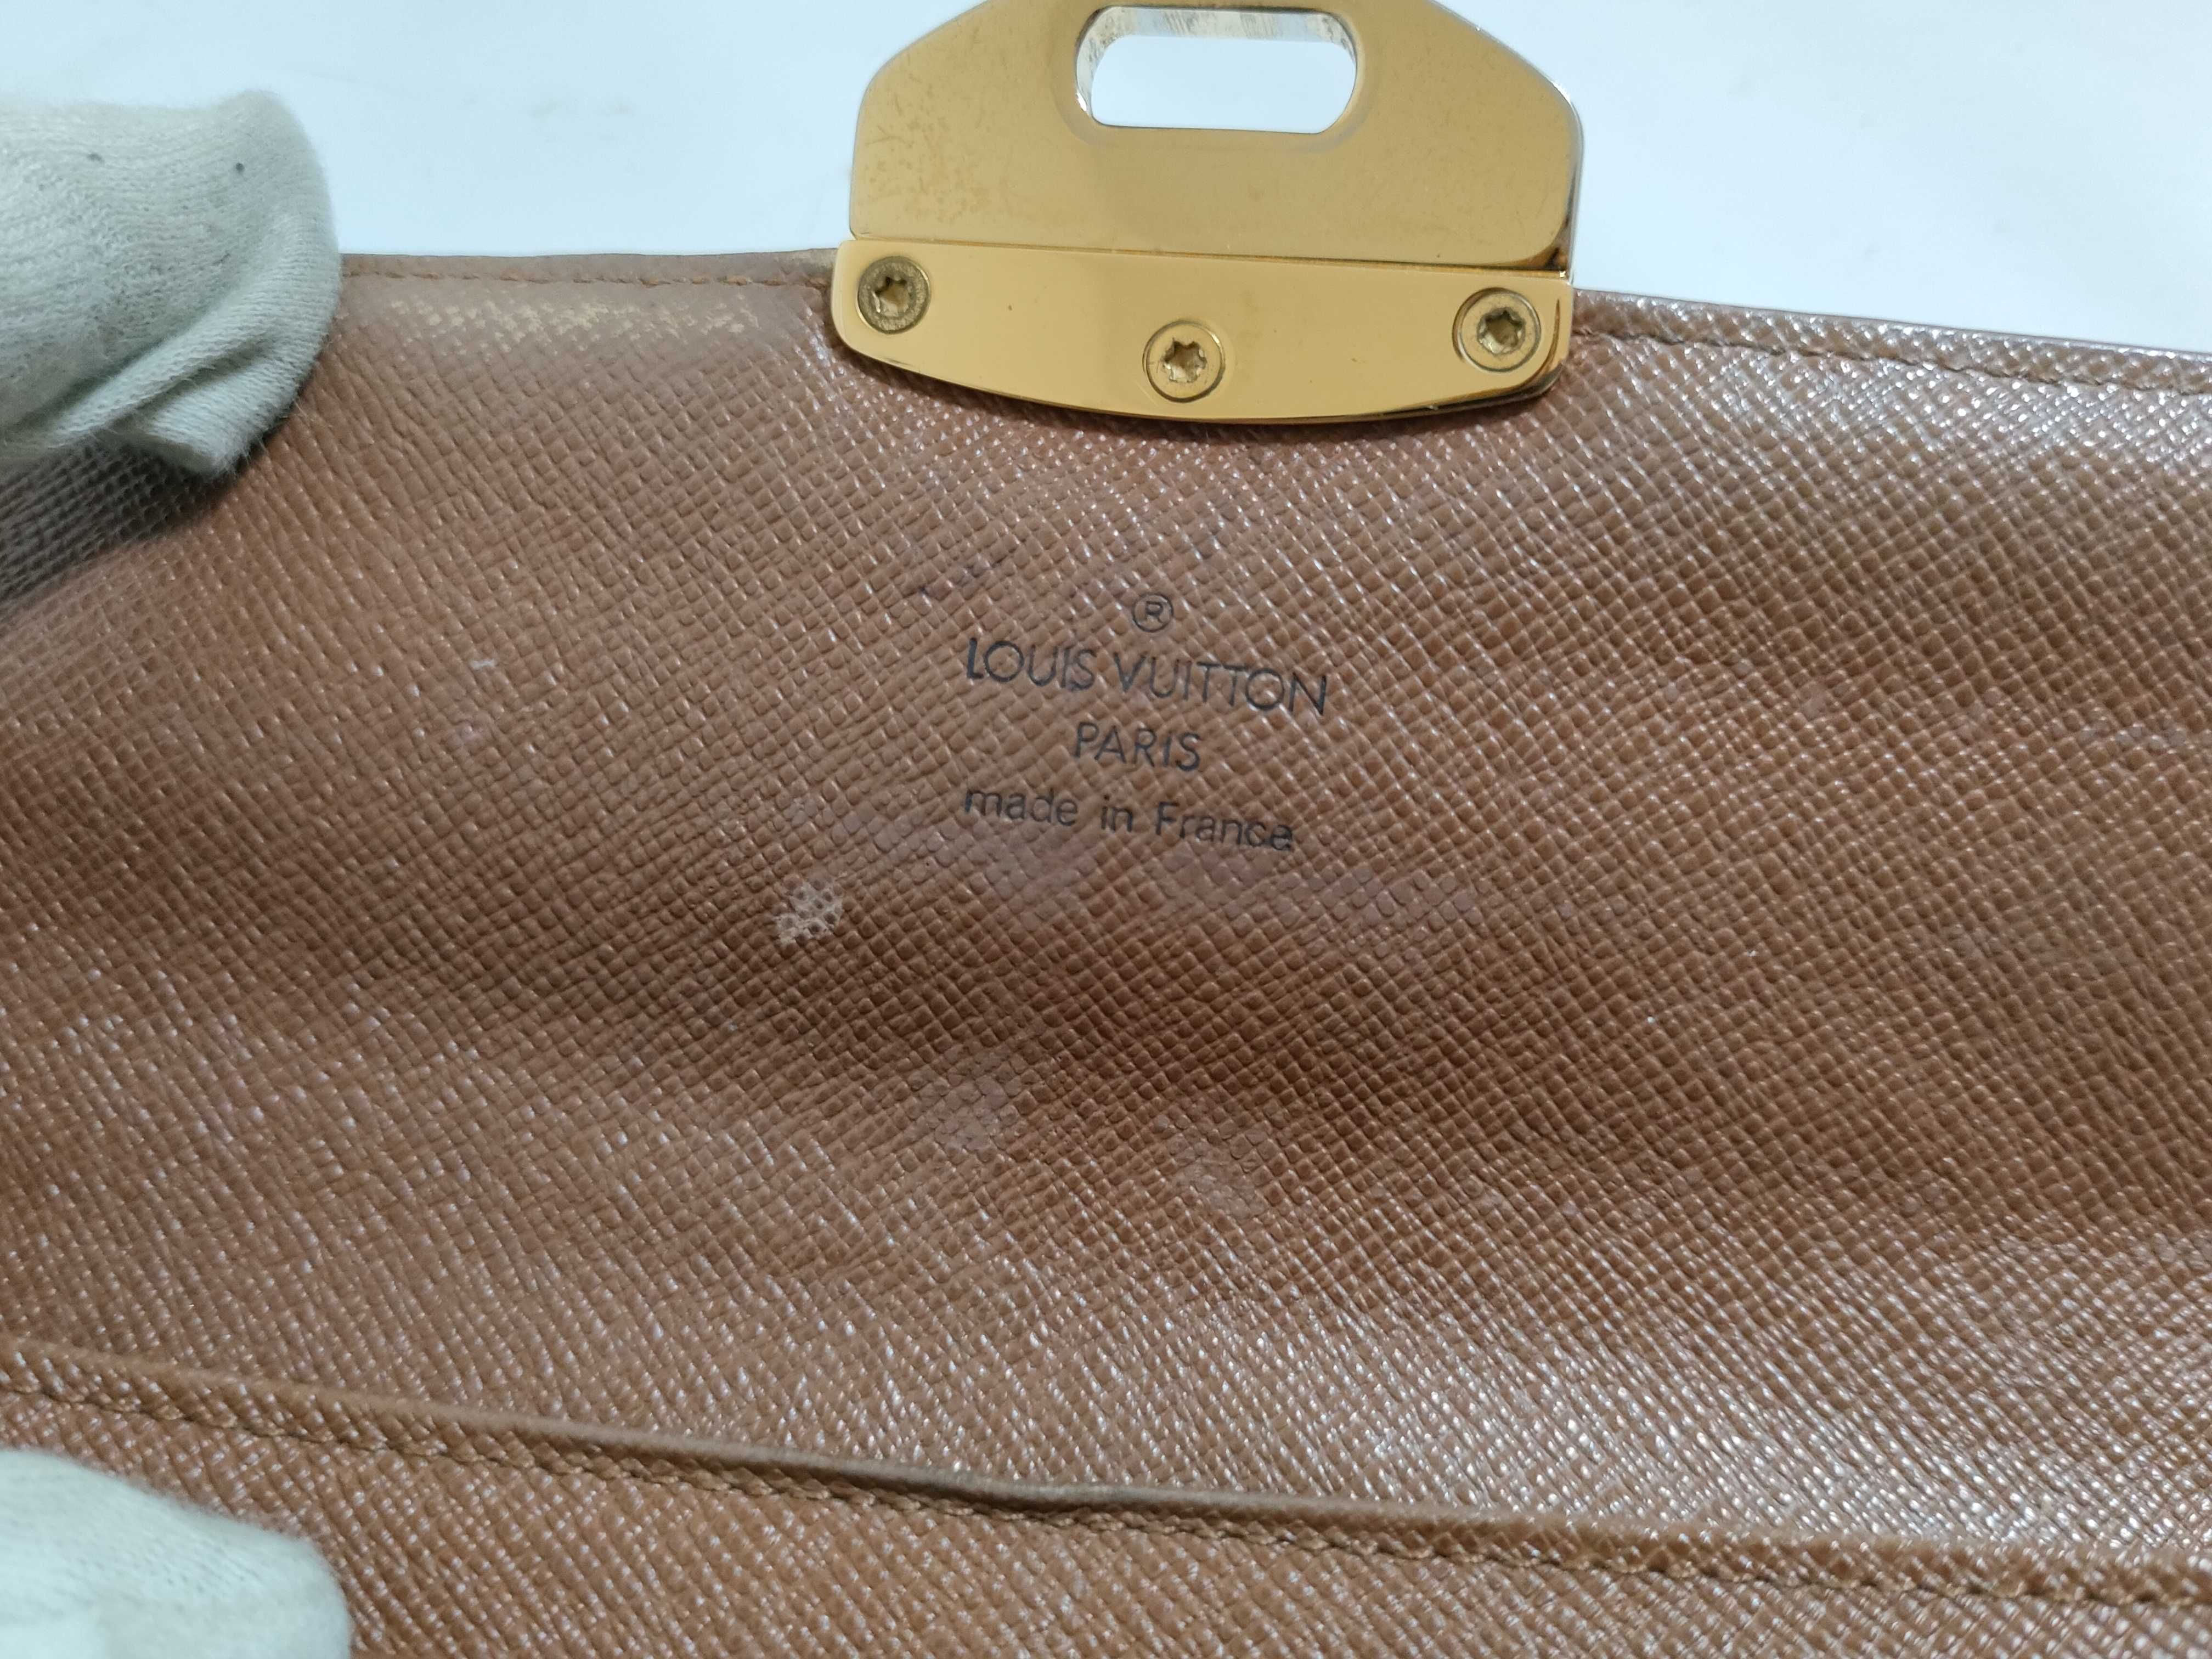 ®
LOUIS VUITTON
PARIS
made in France